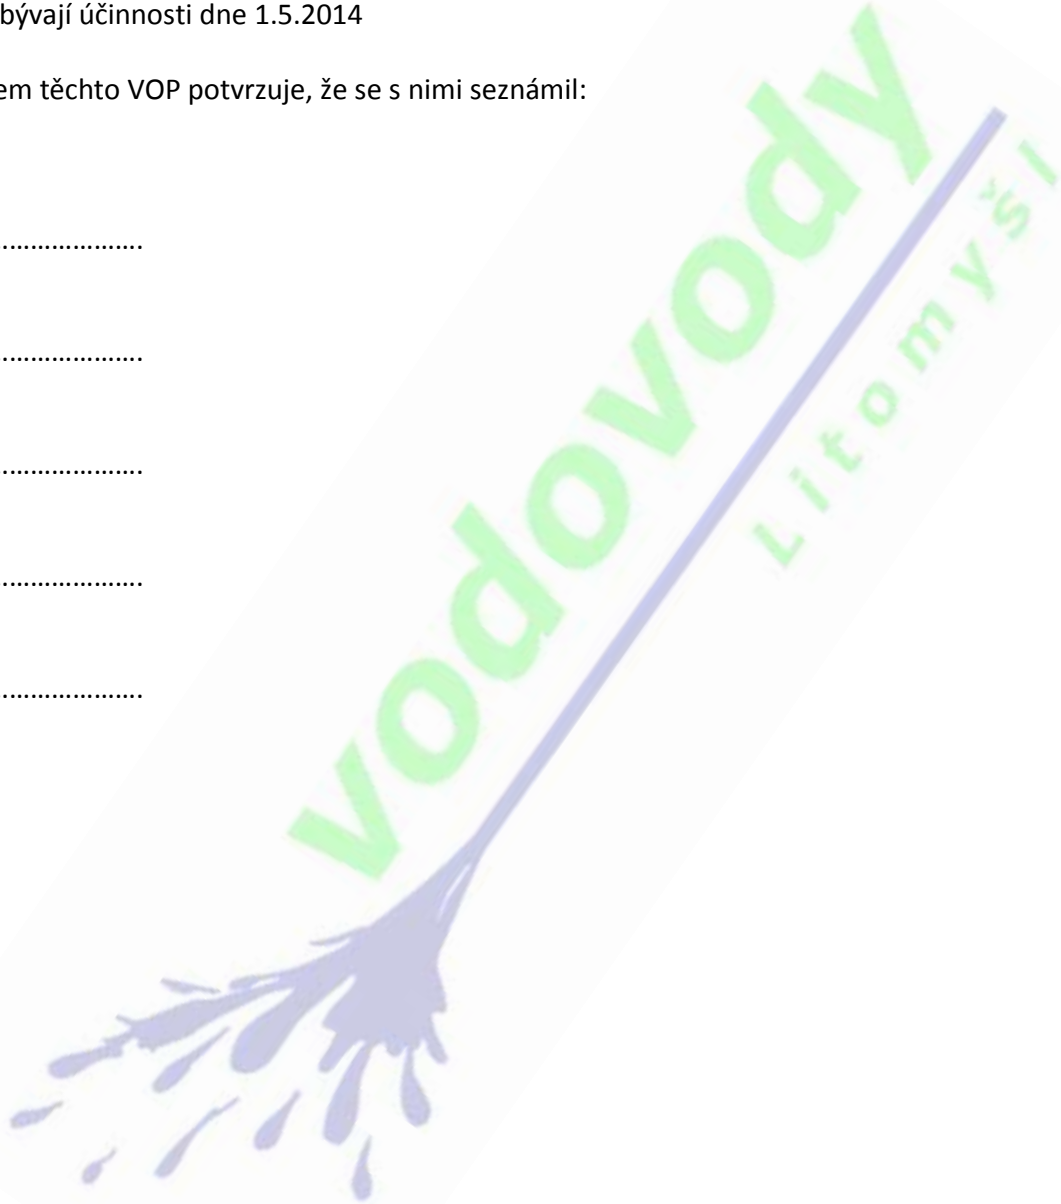 bývají účinnosti dne 1.5.2014
em těchto VOP potvrzuje, že se s nimi seznámil:
......................
......................
......................
......................
......................
vodovody
Litomyšl